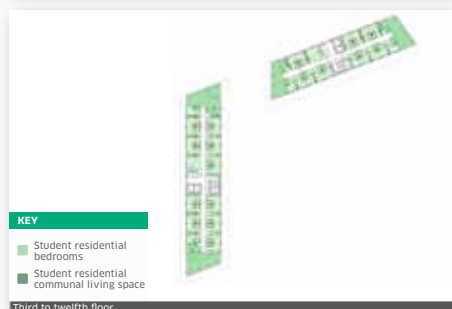 KEY
Student residential
bedrooms
Student residential
communal living space
Third to twelfth floor